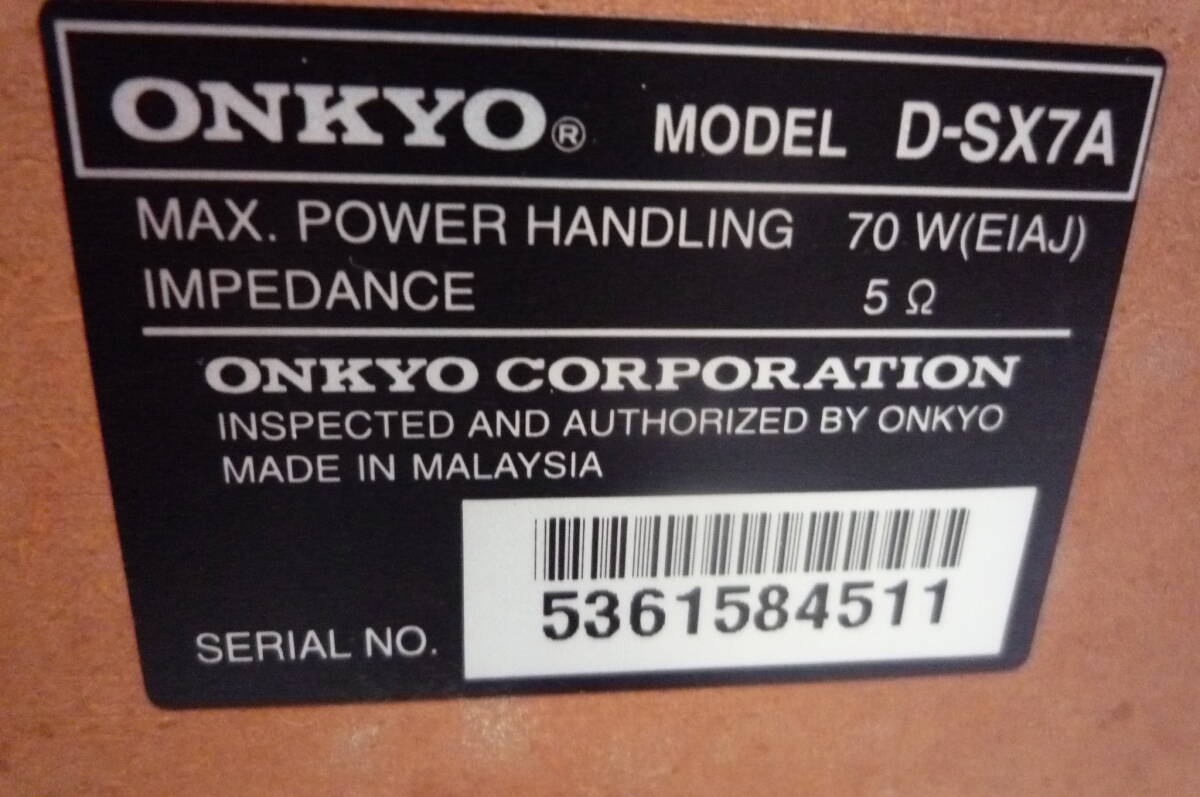 ONKYO® MODEL D-SX7A
MAX. POWER HANDLING 70 W(EIAJ)
IMPEDANCE 5 Ω
ONKYO CORPORATION
INSPECTED AND AUTHORIZED BY ONKYO
MADE IN MALAYSIA
SERIAL NO. 5361584511